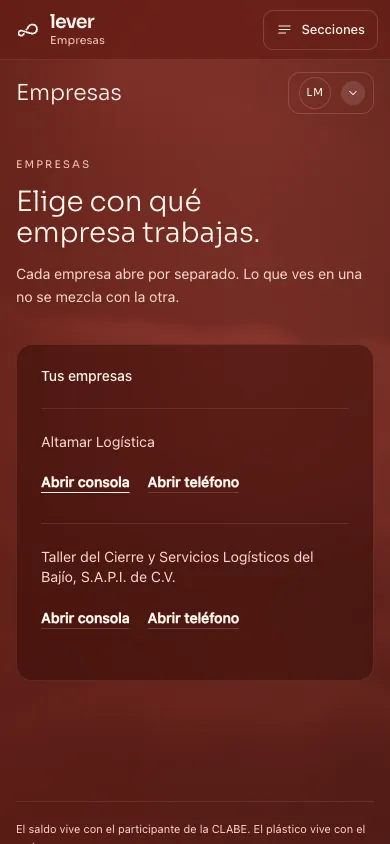 lever
Empresas
Secciones
Empresas
LM
EMPRESAS
Elige con qué
empresa trabajas.
Cada empresa abre por separado. Lo que ves en una
no se mezcla con la otra.
Tus empresas
Altamar Logística
Abrir consola Abrir teléfono
Taller del Cierre y Servicios Logísticos del
Bajío, S.A.P.I. de C.V.
Abrir consola Abrir teléfono
El saldo vive con el participante de la CLABE. El plástico vive con el